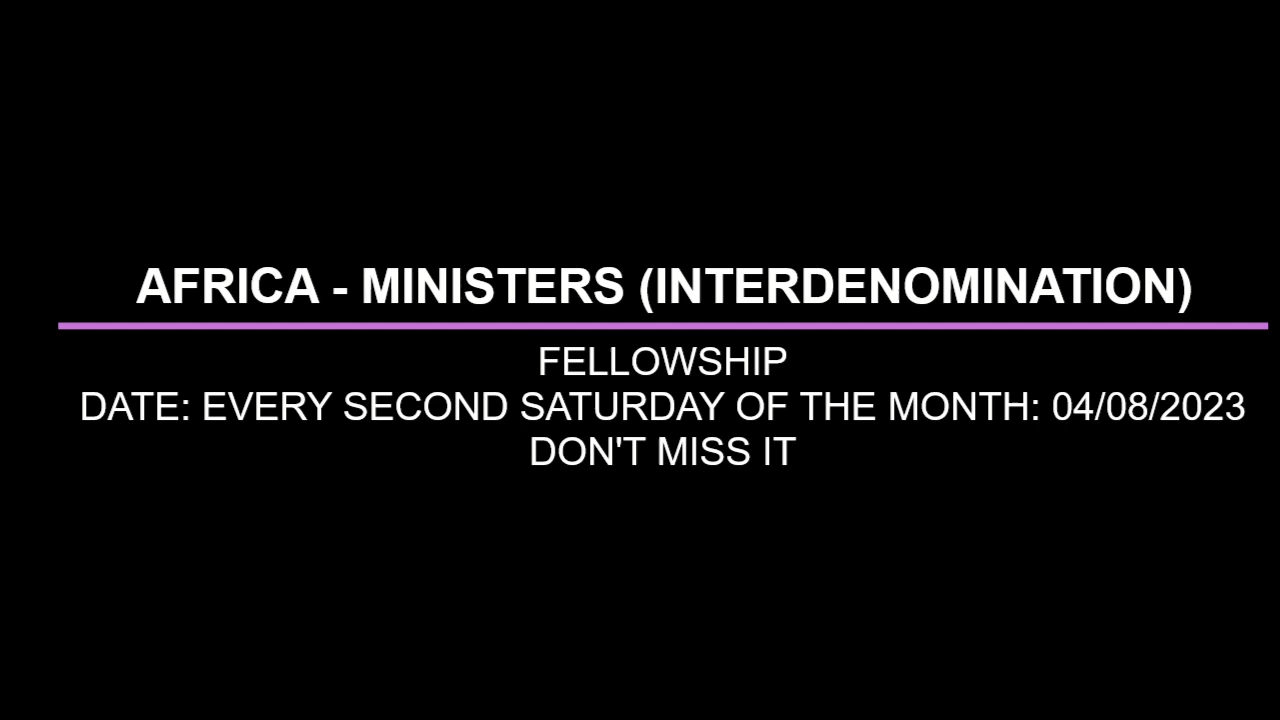 AFRICA - MINISTERS (INTERDENOMINATION)
FELLOWSHIP
DATE: EVERY SECOND SATURDAY OF THE MONTH: 04/08/2023
DON'T MISS IT